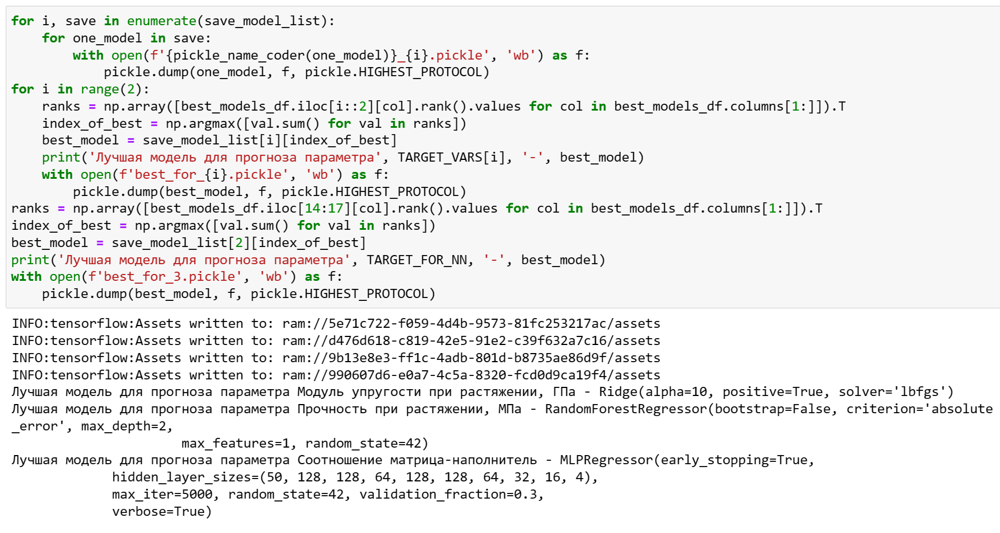 for i, save in enumerate(save_model_list):
    for one_model in save:
        with open(f'{pickle_name_coder(one_model)}_{i}.pickle', 'wb') as f:
            pickle.dump(one_model, f, pickle.HIGHEST_PROTOCOL)
for i in range(2):
    ranks = np.array([best_models_df.iloc[i::2][col].rank().values for col in best_models_df.columns[1:]]).T
    index_of_best = np.argmax([val.sum() for val in ranks])
    best_model = save_model_list[i][index_of_best]
    print('Лучшая модель для прогноза параметра', TARGET_VARS[i], '-', best_model)
    with open(f'best_for_{i}.pickle', 'wb') as f:
        pickle.dump(best_model, f, pickle.HIGHEST_PROTOCOL)
ranks = np.array([best_models_df.iloc[14:17][col].rank().values for col in best_models_df.columns[1:]]).T
index_of_best = np.argmax([val.sum() for val in ranks])
best_model = save_model_list[2][index_of_best]
print('Лучшая модель для прогноза параметра', TARGET_FOR_NN, '-', best_model)
with open(f'best_for_3.pickle', 'wb') as f:
    pickle.dump(best_model, f, pickle.HIGHEST_PROTOCOL)
INFO:tensorflow:Assets written to: ram://5e71c722-f059-4d4b-9573-81fc253217ac/assets
INFO:tensorflow:Assets written to: ram://d476d618-c819-42e5-91e2-c39f632a7c16/assets
INFO:tensorflow:Assets written to: ram://9b13e8e3-ff1c-4adb-801d-b8735ae86d9f/assets
INFO:tensorflow:Assets written to: ram://990607d6-e0a7-4c5a-8320-fcd0d9ca19f4/assets
Лучшая модель для прогноза параметра Модуль упругости при растяжении, ГПа - Ridge(alpha=10, positive=True, solver='lbfgs')
Лучшая модель для прогноза параметра Прочность при растяжении, МПа - RandomForestRegressor(bootstrap=False, criterion='absolute
_error', max_depth=2,
                      max_features=1, random_state=42)
Лучшая модель для прогноза параметра Соотношение матрица-наполнитель - MLPRegressor(early_stopping=True,
             hidden_layer_sizes=(50, 128, 128, 64, 128, 128, 64, 32, 16, 4),
             max_iter=5000, random_state=42, validation_fraction=0.3,
             verbose=True)